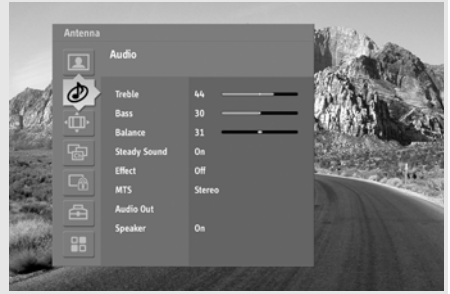 Antenna
Audio
Treble 44
Bass 30
Balance 31
Steady Sound On
Effect Off
MTS Stereo
Audio Out
Speaker On